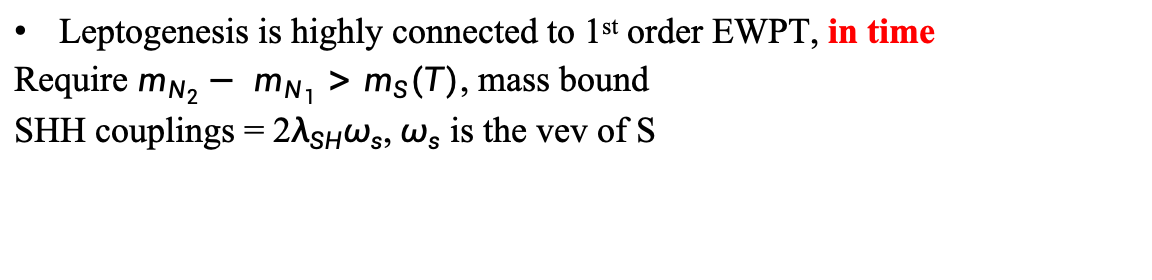 • Leptogenesis is highly connected to 1st order EWPT, in time
Require m_{N_2} − m_{N_1} > m_S(T), mass bound
SHH couplings = 2λ_{SH}ω_s, ω_s is the vev of S